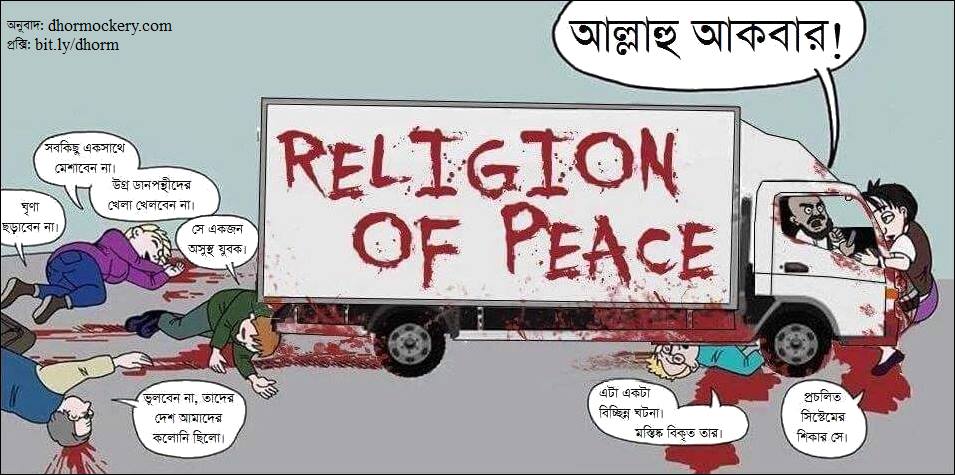 অনুবাদ: dhormockery.com
প্রক্সি: bit.ly/dhorm
আল্লাহু আকবার!
সবকিছু একসাথে
মেশাবেন না।
উগ্র ডানপন্থীদের
খেলা খেলবেন না।
ঘৃণা
ছড়াবেন না।
সে একজন
অসুস্থ যুবক।
RELIGION
OF PEACE
ভুলবেন না, তাদের
দেশ আমাদের
কলোনি ছিলো।
এটা একটা
বিচ্ছিন্ন ঘটনা।
মস্তিষ্ক বিকৃত তার।
প্রচলিত
সিস্টেমের
শিকার সে।